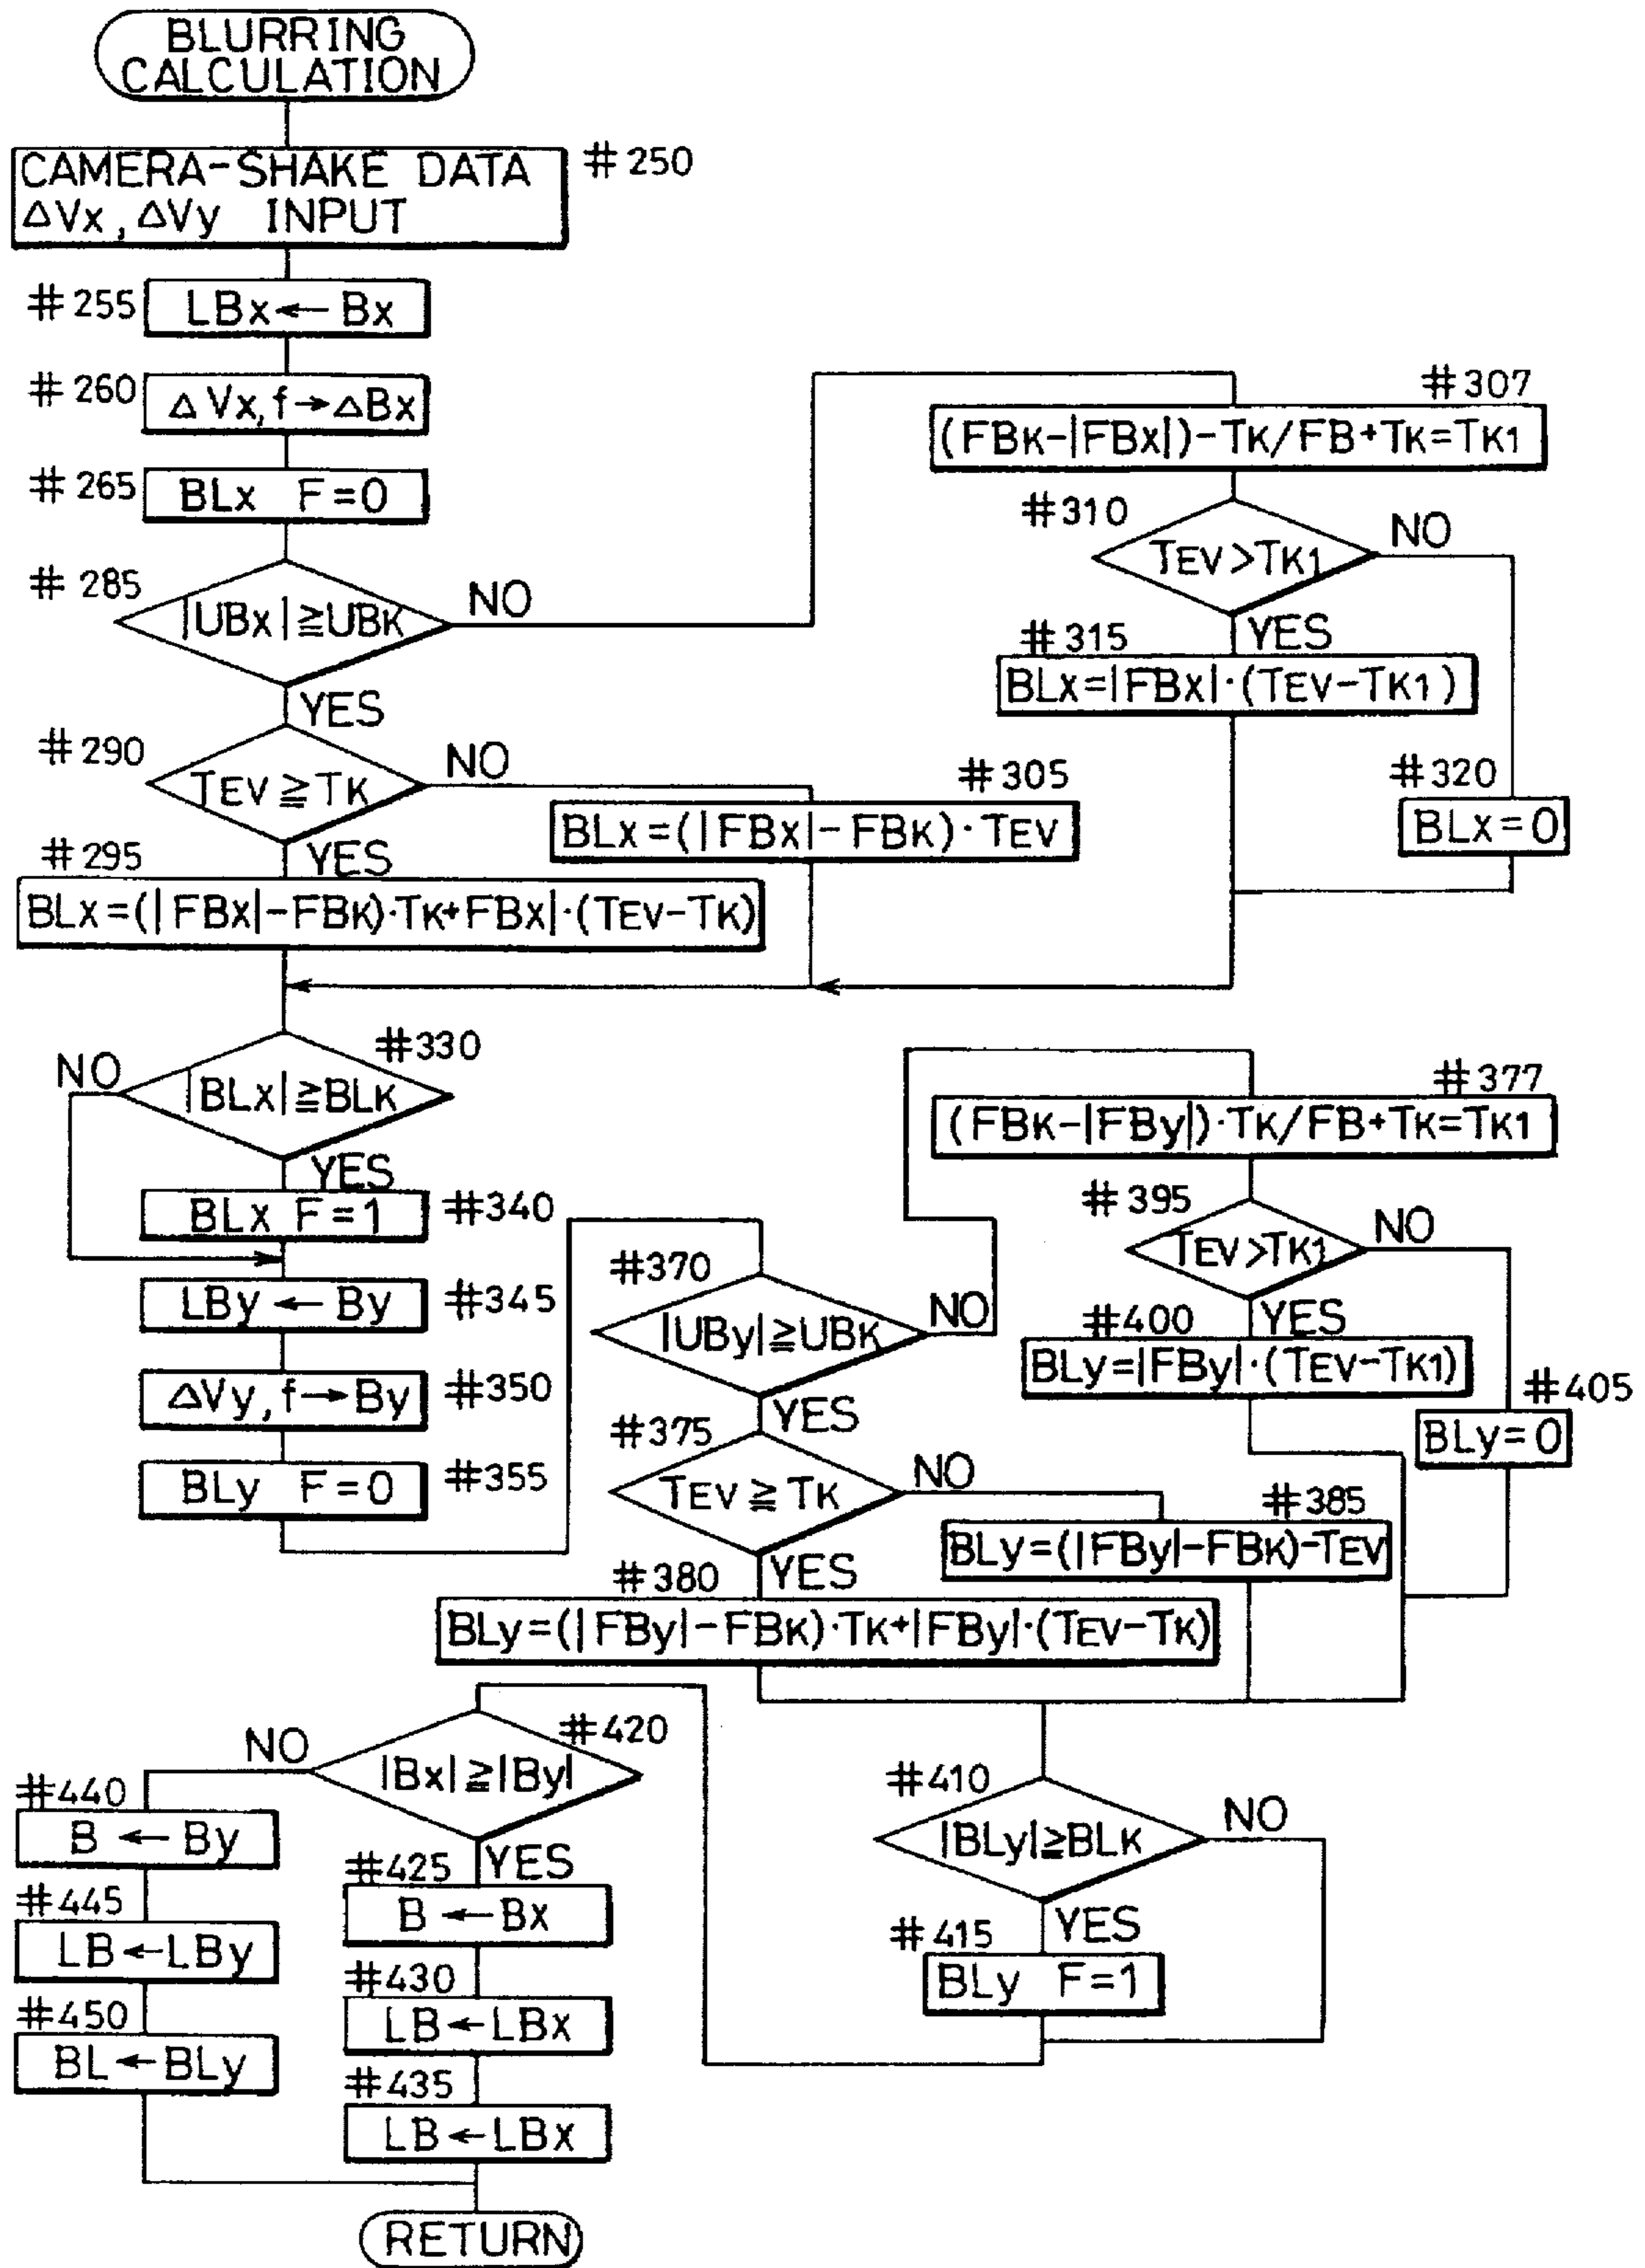 BLURRING
CALCULATION
CAMERA-SHAKE DATA
ΔVx, ΔVy INPUT
#250
#255
LBx ← Bx
#260
ΔVx, f → ΔBx
#265
BLx F=0
#285
|UBx| ≧ UBK
NO
YES
#307
(FBK-|FBx|)-TK/FB+TK=TK1
#310
TEV>TK1
NO
YES
#315
BLx=|FBx|·(TEV-TK1)
#320
BLx=0
#290
TEV ≧ TK
NO
YES
#305
BLx=(|FBx|-FBK)·TEV
#295
BLx=(|FBx|-FBK)·TK+FBx|·(TEV-TK)
#330
|BLx| ≧ BLK
NO
YES
BLx F=1
#340
LBy ← By
#345
ΔVy, f → By
#350
BLy F=0
#355
#370
|UBy| ≧ UBK
NO
YES
#377
(FBK-|FBy|)·TK/FB+TK=TK1
#395
TEV>TK1
NO
YES
#400
BLy=|FBy|·(TEV-TK1)
#405
BLy=0
#375
TEV ≧ TK
NO
YES
#385
BLy=(|FBy|-FBK)-TEV
#380
BLy=(|FBy|-FBK)·TK+|FBy|·(TEV-TK)
#410
|BLy| ≧ BLK
NO
YES
#415
BLy F=1
#420
|Bx| ≧ |By|
NO
YES
#440
B ← By
#445
LB ← LBy
#450
BL ← BLy
#425
B ← Bx
#430
LB ← LBx
#435
LB ← LBx
RETURN